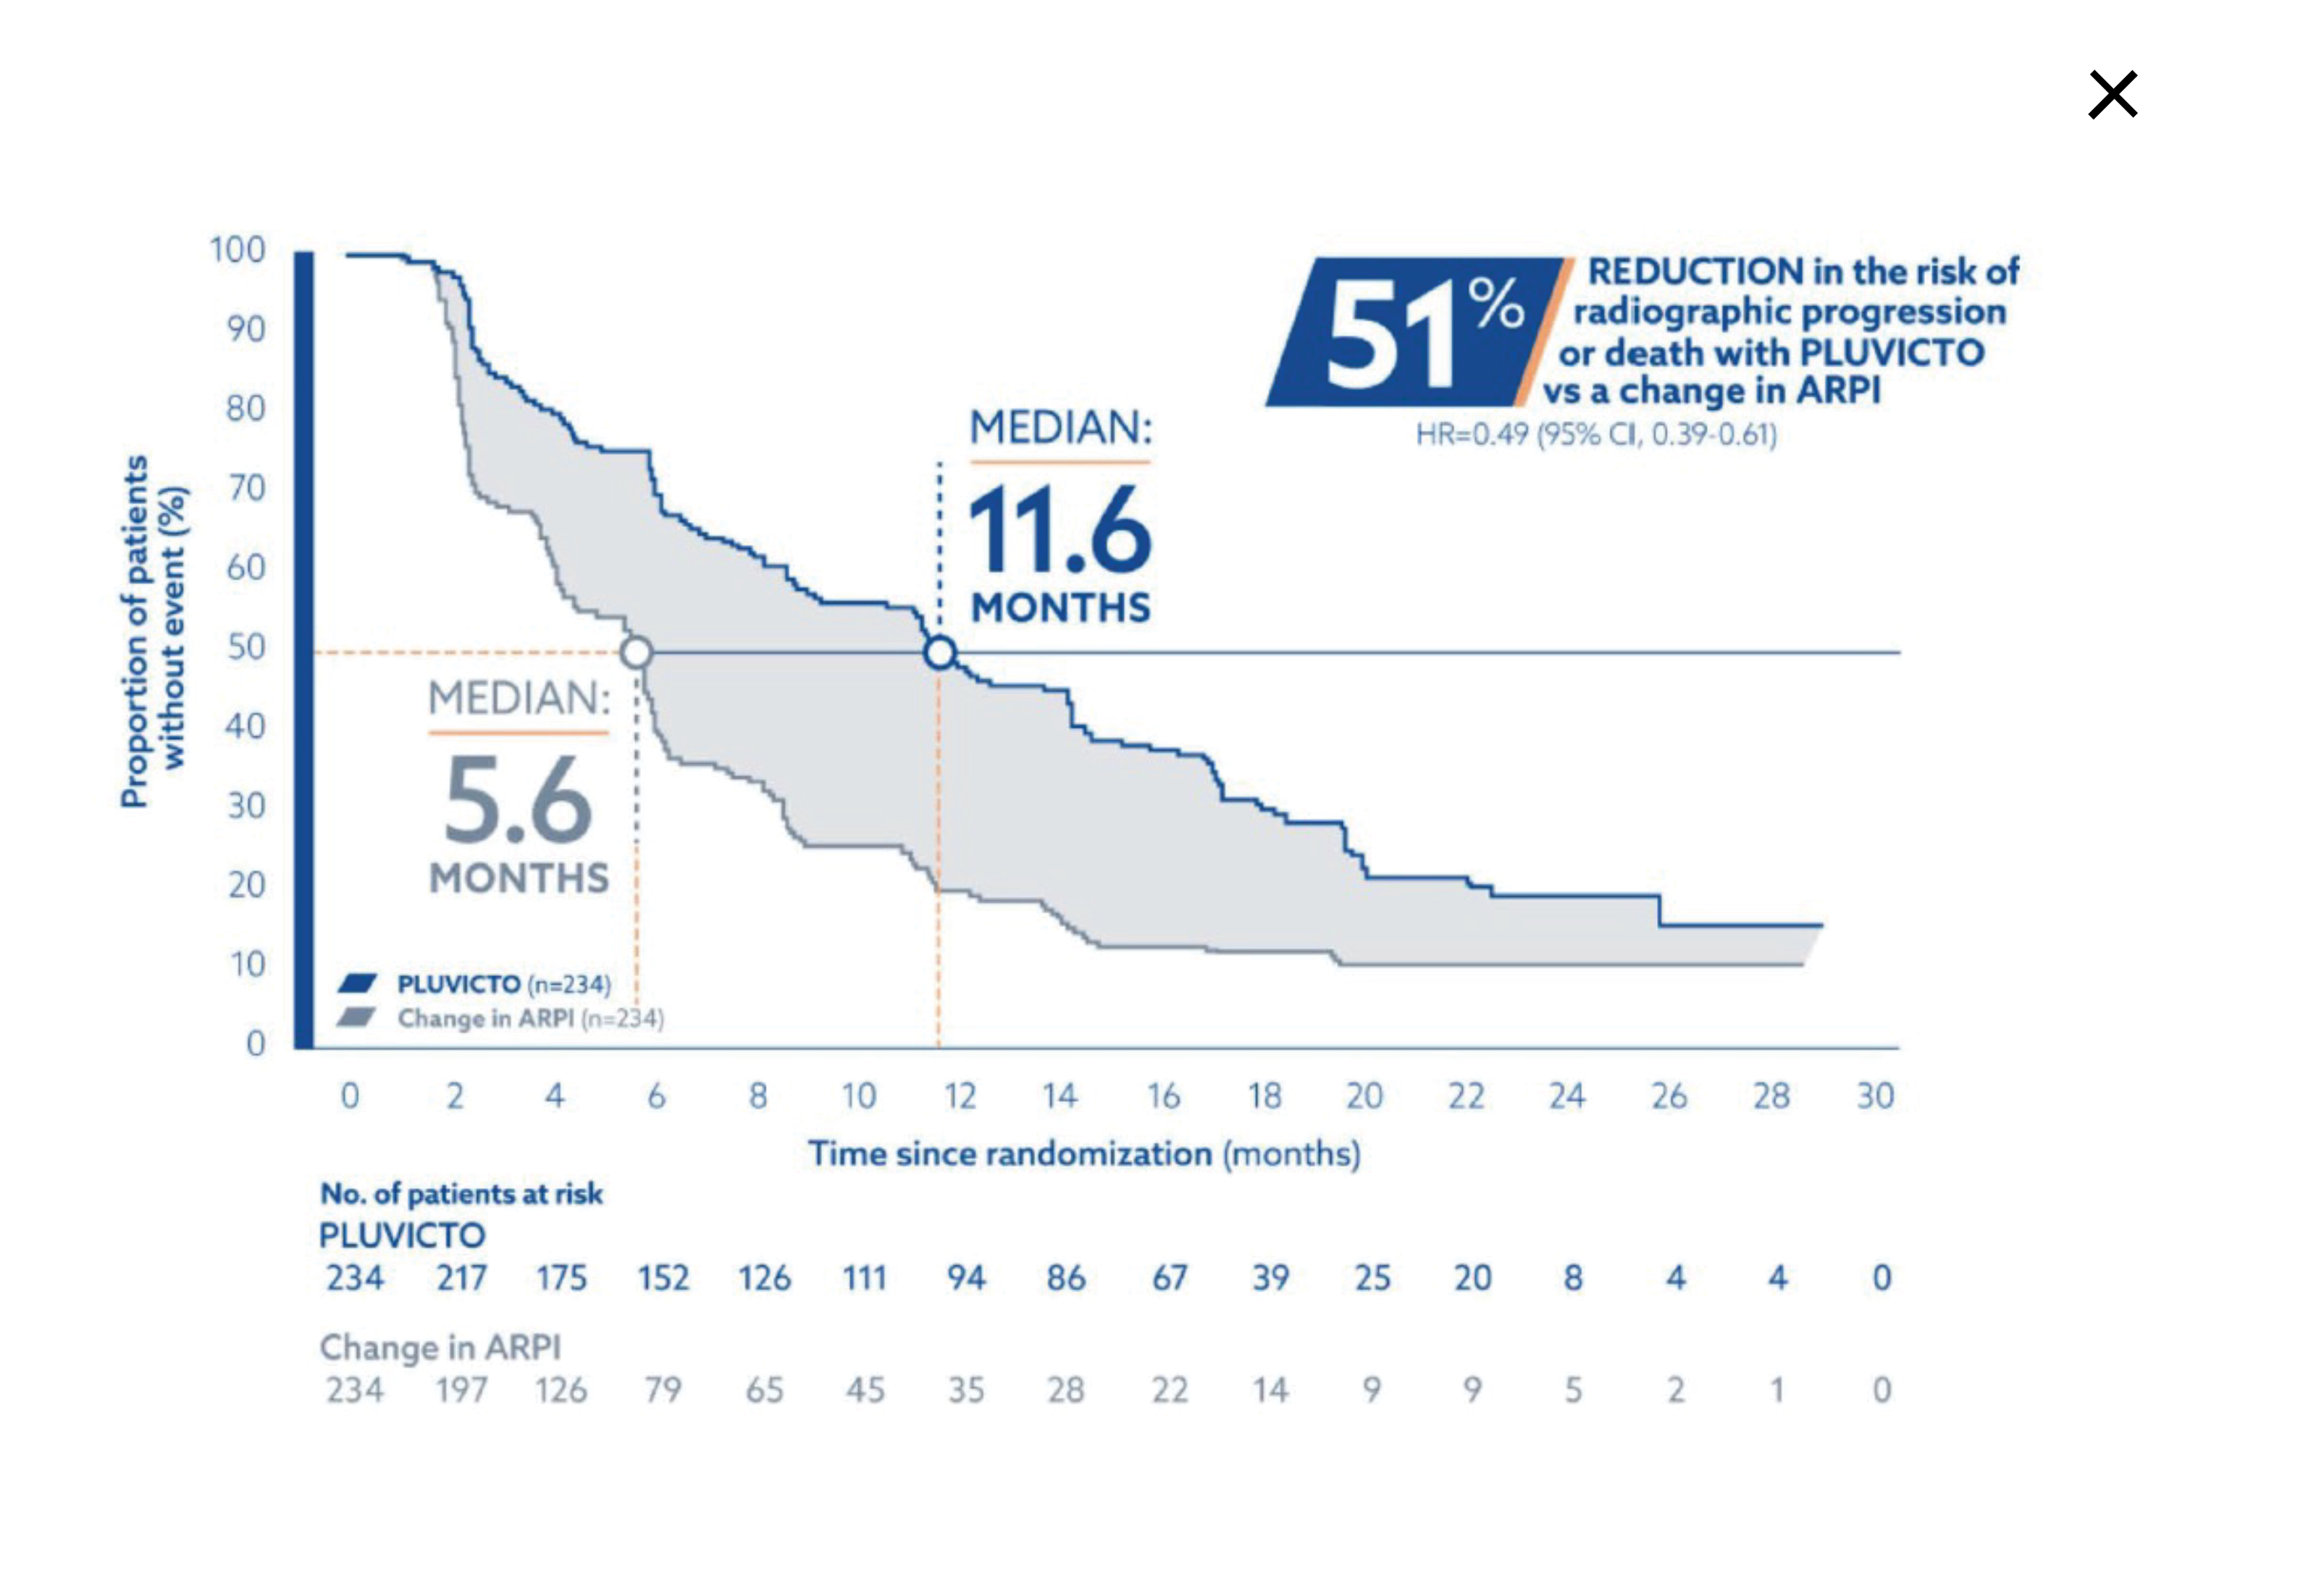 100
90
80
70
60
50
40
30
20
10
0
Proportion of patients
without event (%)
51%
REDUCTION in the risk of
radiographic progression
or death with PLUVICTO
vs a change in ARPI
HR=0.49 (95% CI, 0.39-0.61)
MEDIAN:
11.6
MONTHS
MEDIAN:
5.6
MONTHS
PLUVICTO (n=234)
Change in ARPI (n=234)
0 2 4 6 8 10 12 14 16 18 20 22 24 26 28 30
Time since randomization (months)
No. of patients at risk
PLUVICTO
234 217 175 152 126 111 94 86 67 39 25 20 8 4 4 0
Change in ARPI
234 197 126 79 65 45 35 28 22 14 9 9 5 2 1 0